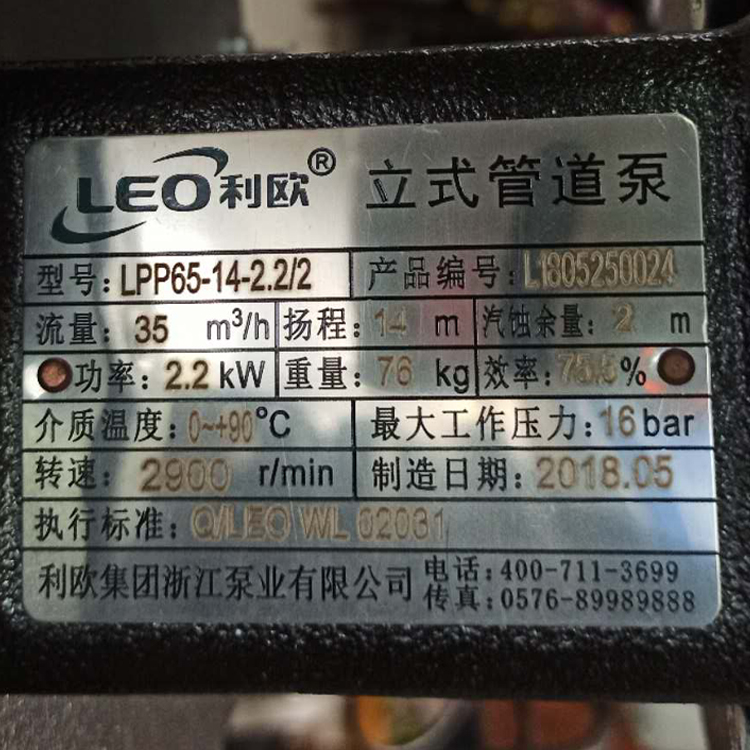 LEO利欧® 立式管道泵
型号: LPP65-14-2.2/2 产品编号: L1805250024
流量: 35 m³/h 扬程: 14 m 汽蚀余量: 2 m
功率: 2.2 kW 重量: 76 kg 效率: 75.5%
介质温度: 0~+90°C 最大工作压力: 16 bar
转速: 2900 r/min 制造日期: 2018.05
执行标准: Q/LEO WL 02031
利欧集团浙江泵业有限公司 电话:400-711-3699
传真:0576-89989888